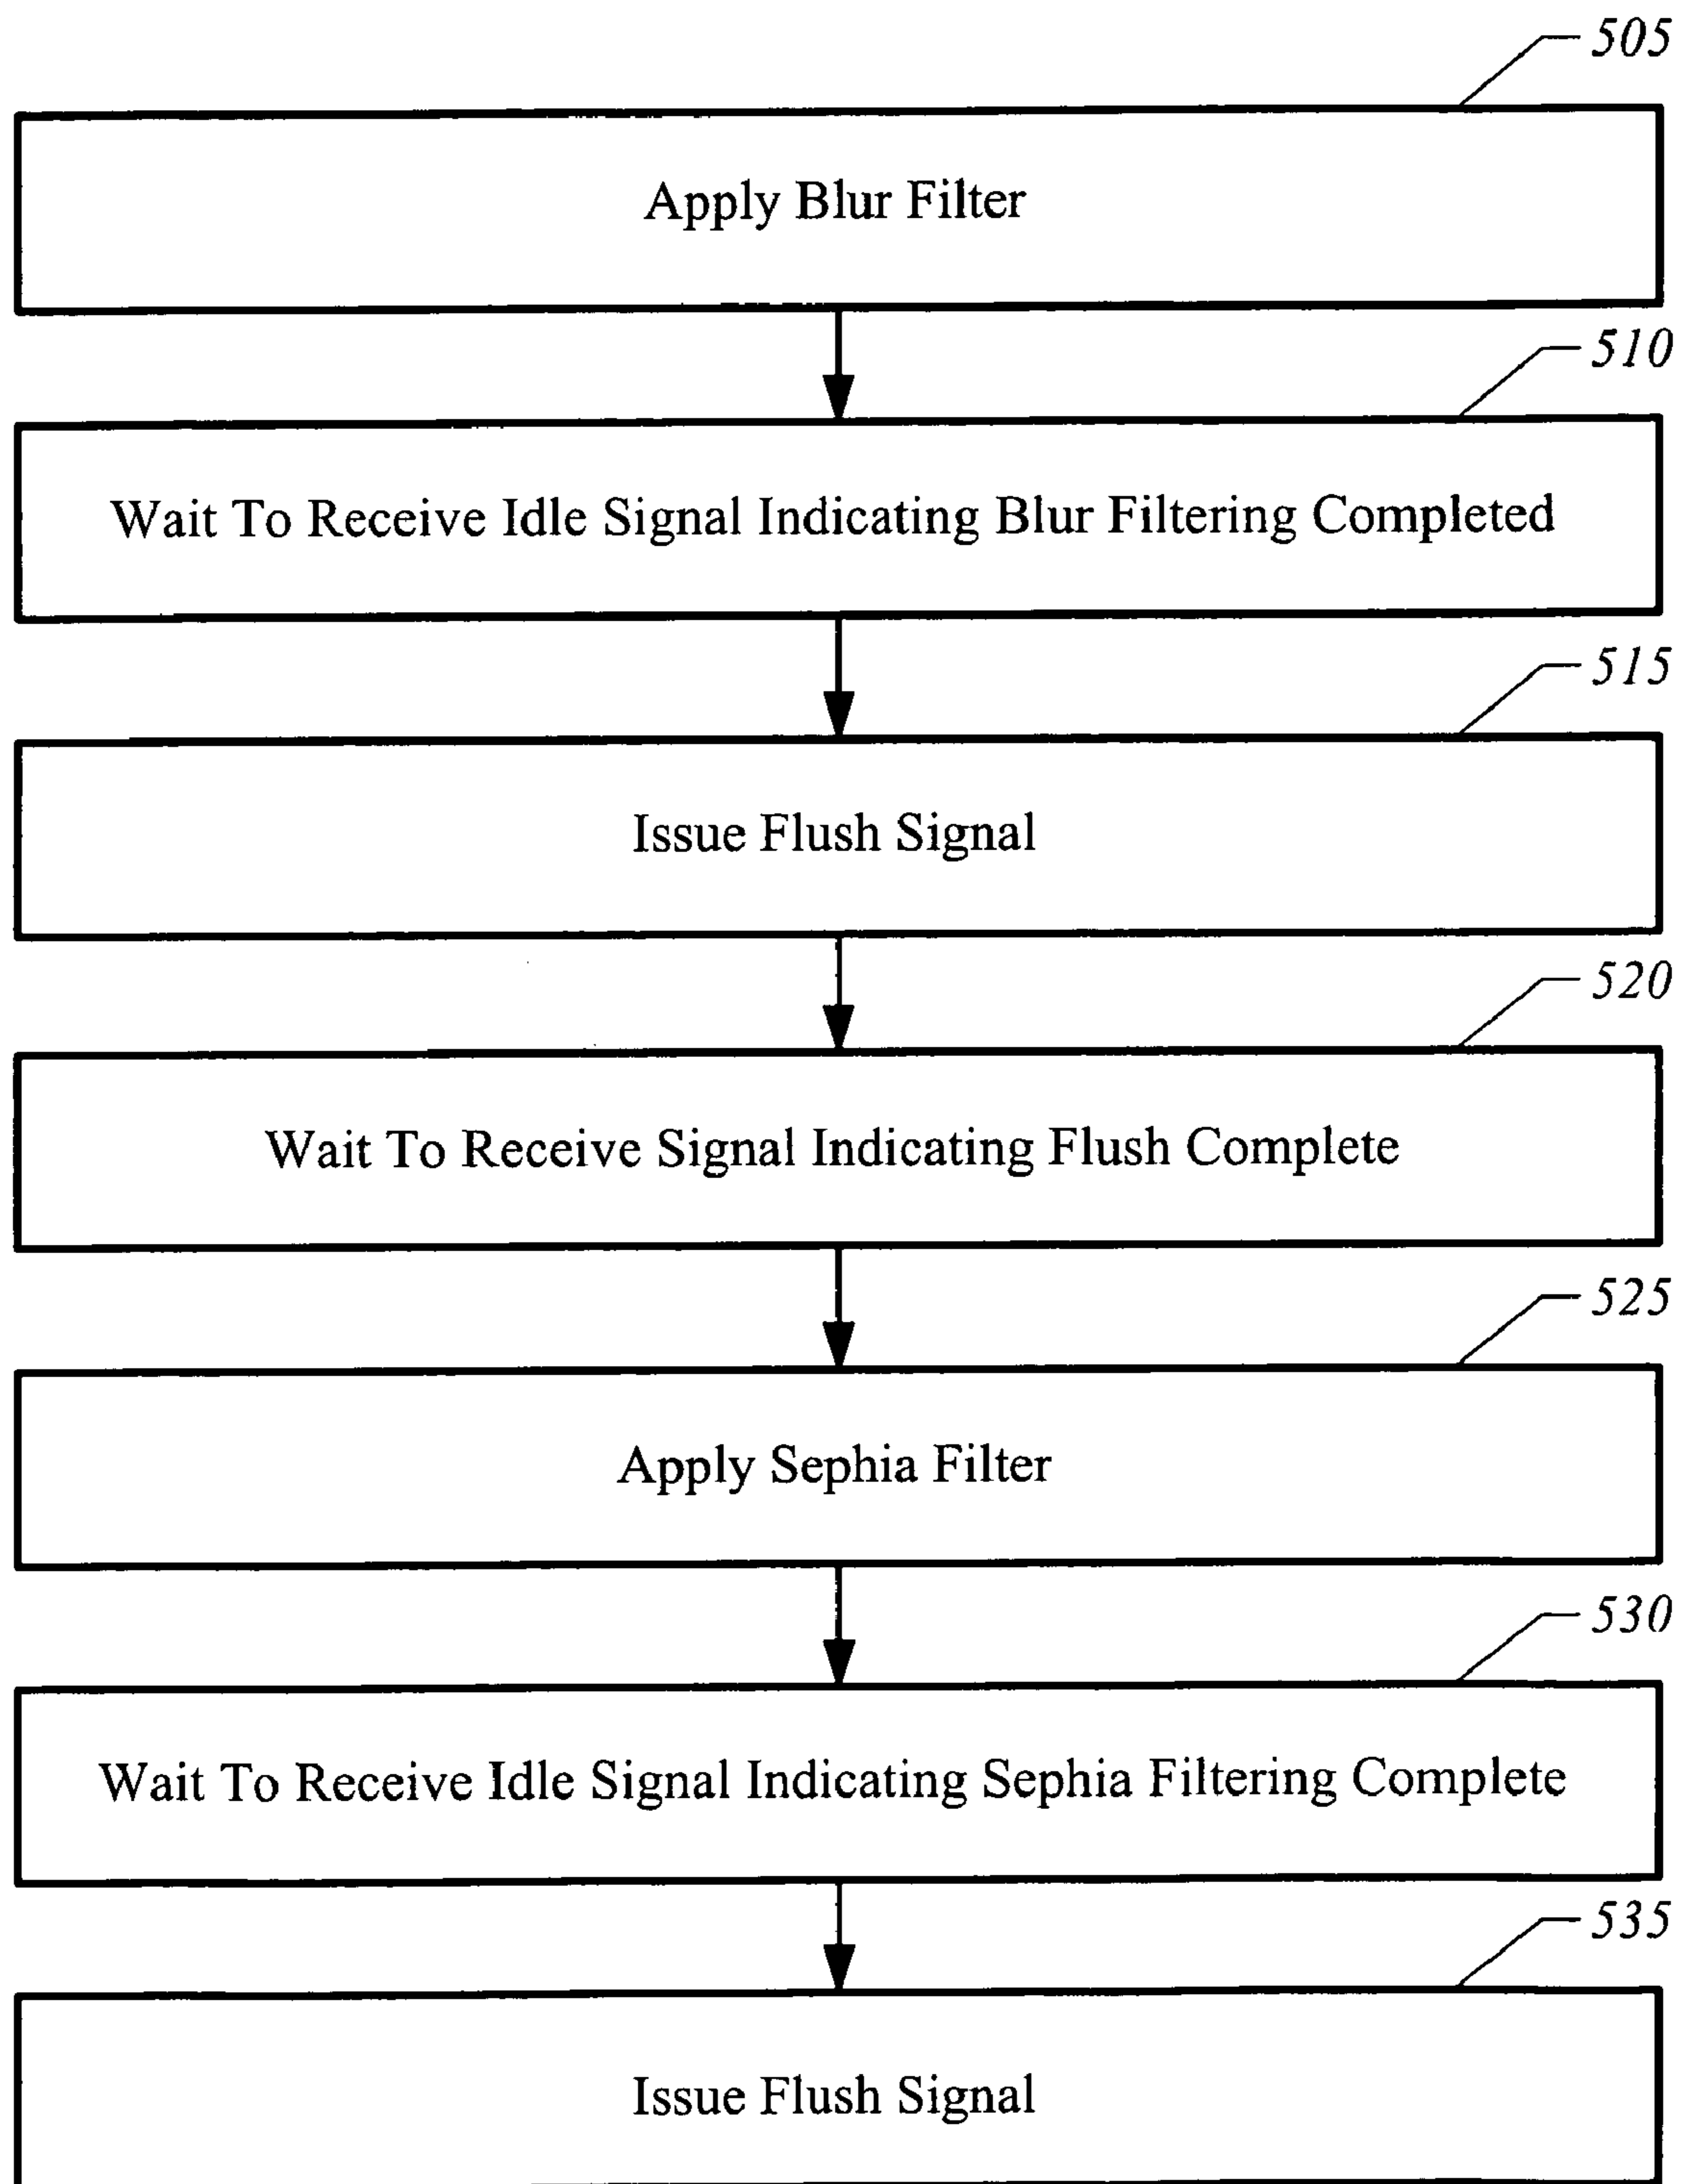 505
Apply Blur Filter
510
Wait To Receive Idle Signal Indicating Blur Filtering Completed
515
Issue Flush Signal
520
Wait To Receive Signal Indicating Flush Complete
525
Apply Sephia Filter
530
Wait To Receive Idle Signal Indicating Sephia Filtering Complete
535
Issue Flush Signal